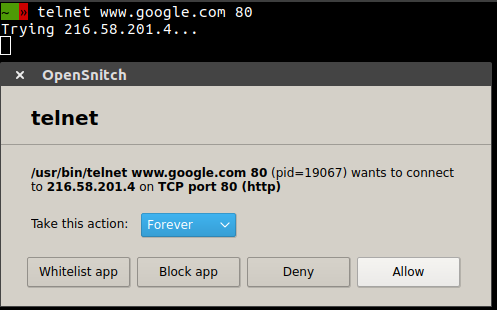 ~ » telnet www.google.com 80
Trying 216.58.201.4...
× OpenSnitch
telnet
/usr/bin/telnet www.google.com 80 (pid=19067) wants to connect
to 216.58.201.4 on TCP port 80 (http)
Take this action: Forever
Whitelist app Block app Deny Allow